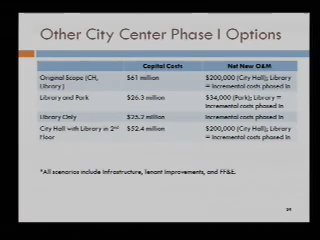 Other City Center Phase I Options
Capital Costs
Net New O&M
Original Scope (CH, Library)
$61 million
$200,000 (City Hall); Library = incremental costs phased in
Library and Park
$26.3 million
$34,000 (Park); Library = incremental costs phased in
Library Only
million
Incremental costs phased in
City Hall with Library in 2nd Floor
$52.4 million
$200,000 (City Hall); Library = incremental costs phased in
*All scenarios include infrastructure, tenant improvements, and FF&E.